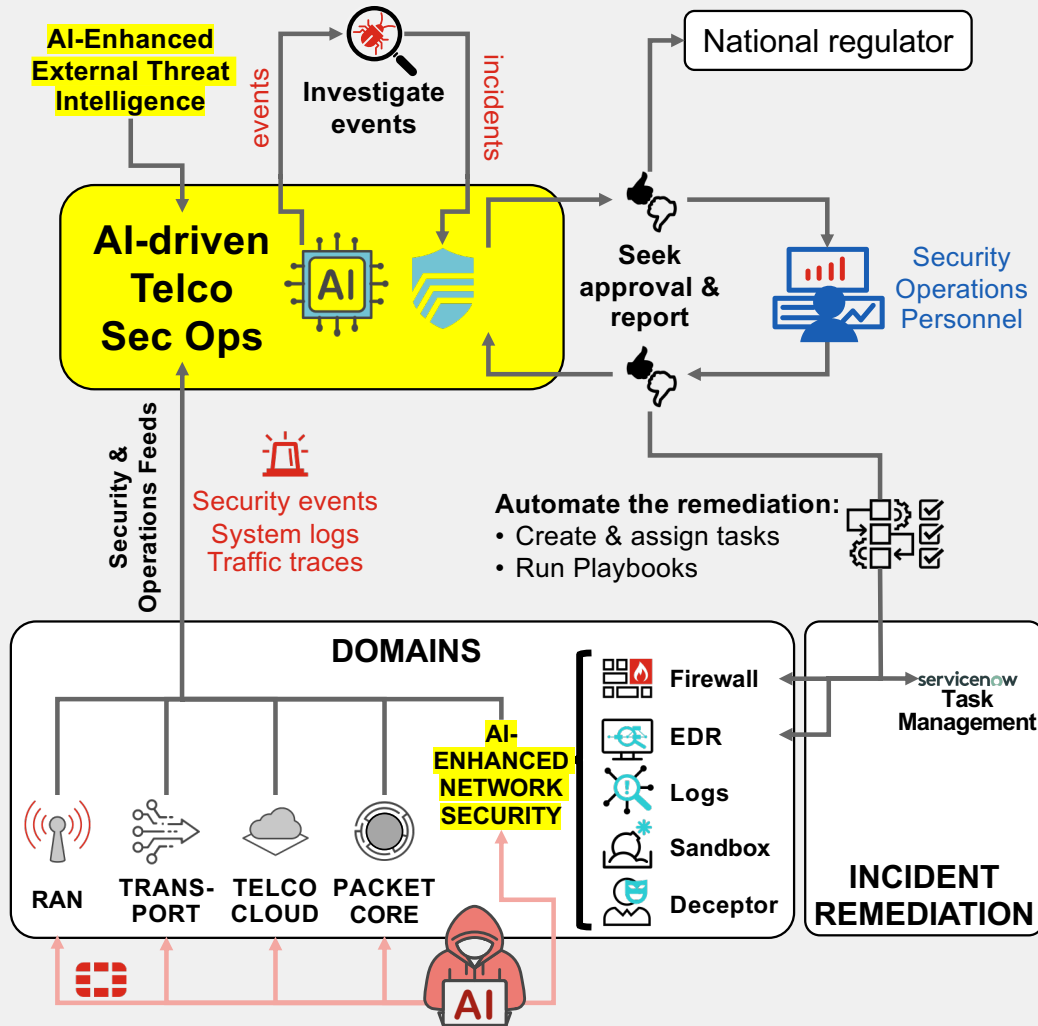 AI-Enhanced
External Threat
Intelligence
events
Investigate
events
incidents
National regulator
AI-driven
Telco
Sec Ops
AI
Seek
approval &
report
Security
Operations
Personnel
Security &
Operations Feeds
Security events
System logs
Traffic traces
Automate the remediation:
• Create & assign tasks
• Run Playbooks
DOMAINS
Firewall
EDR
Logs
Sandbox
Deceptor
AI-
ENHANCED
NETWORK
SECURITY
RAN
TRANS-
PORT
TELCO
CLOUD
PACKET
CORE
servicenow
Task
Management
INCIDENT
REMEDIATION
AI